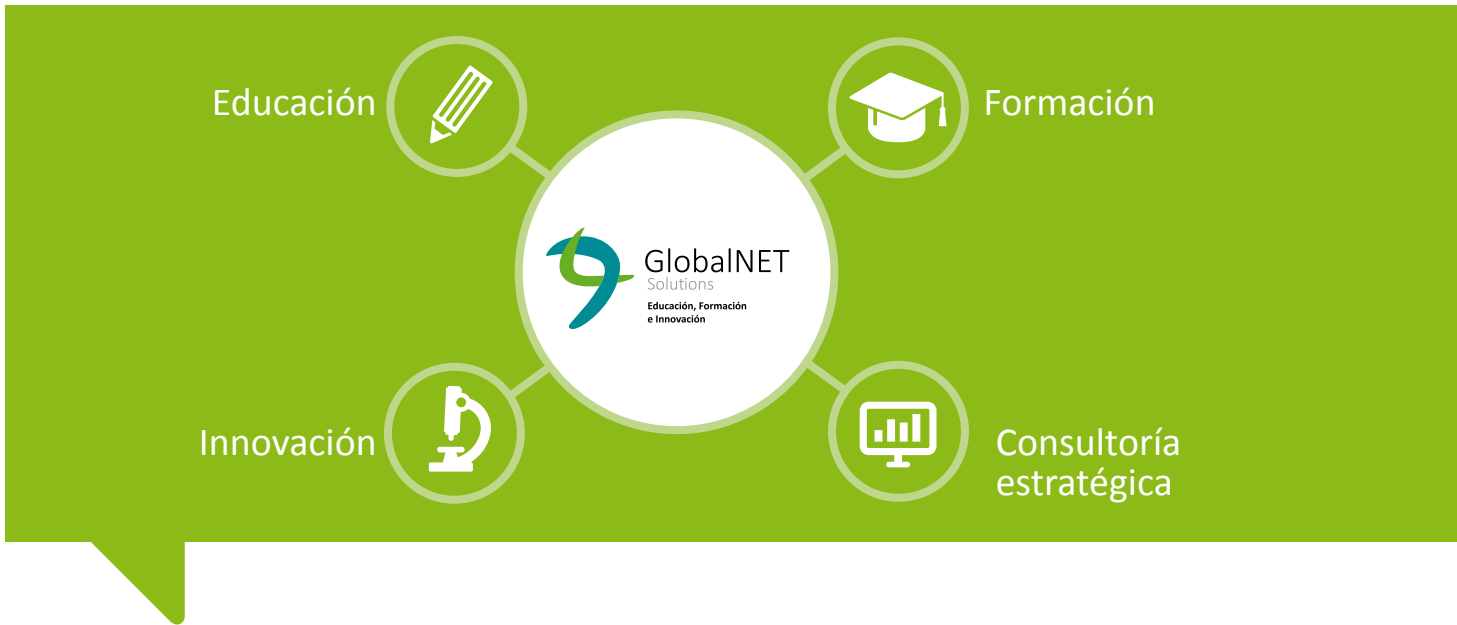 Educación
Formación
GlobalNET
Solutions
Educación, Formación
e Innovación
Innovación
Consultoría
estratégica